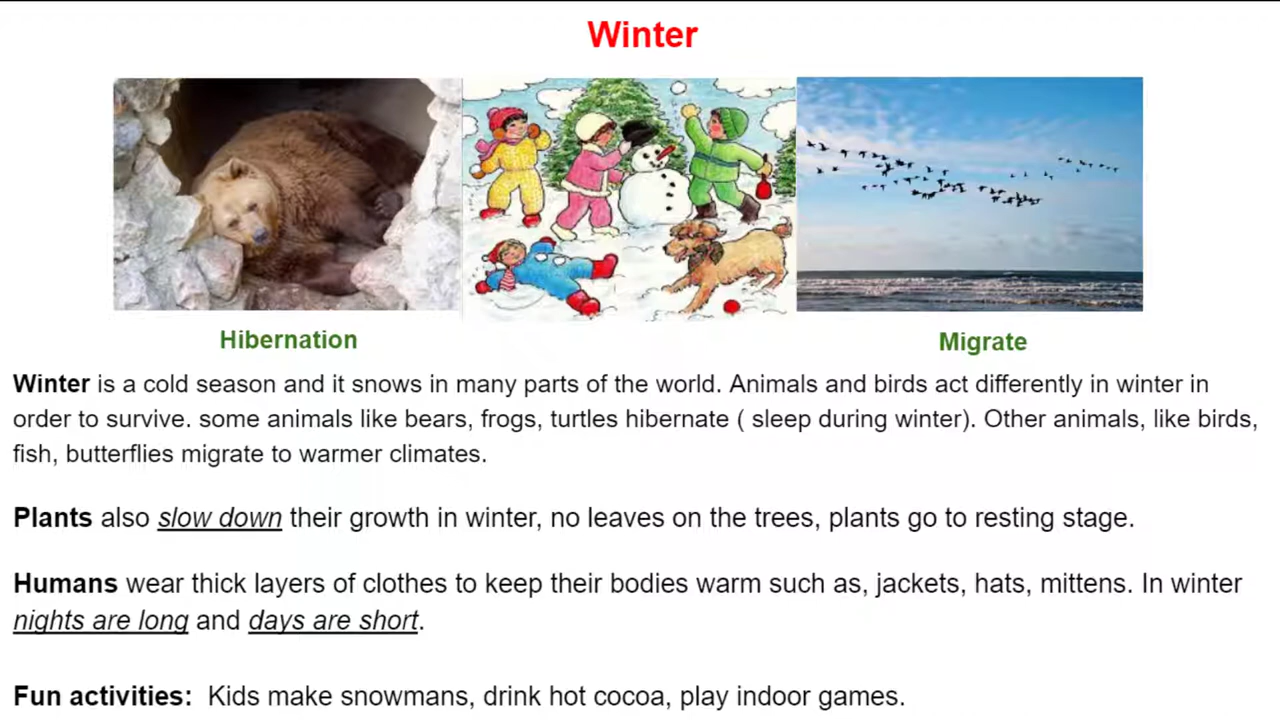 Winter
Hibernation
Migrate
Winter is a cold season and it snows in many parts of the world. Animals and birds act differently in winter in
order to survive. some animals like bears, frogs, turtles hibernate ( sleep during winter). Other animals, like birds,
fish, butterflies migrate to warmer climates.
Plants also slow down their growth in winter, no leaves on the trees, plants go to resting stage.
Humans wear thick layers of clothes to keep their bodies warm such as, jackets, hats, mittens. In winter
nights are long and days are short.
Fun activities: Kids make snowmans, drink hot cocoa, play indoor games.